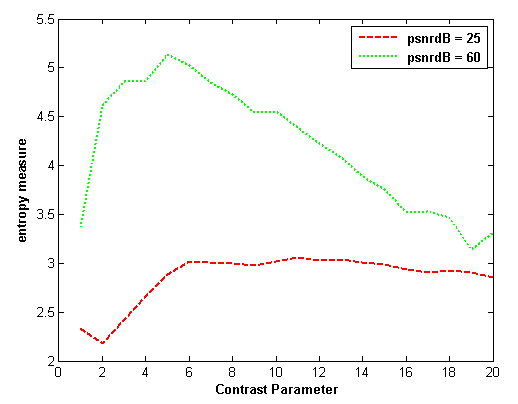 5.5
5
4.5
4
3.5
3
2.5
2
entropy measure
psnrdB = 25
psnrdB = 60
0 2 4 6 8 10 12 14 16 18 20
Contrast Parameter